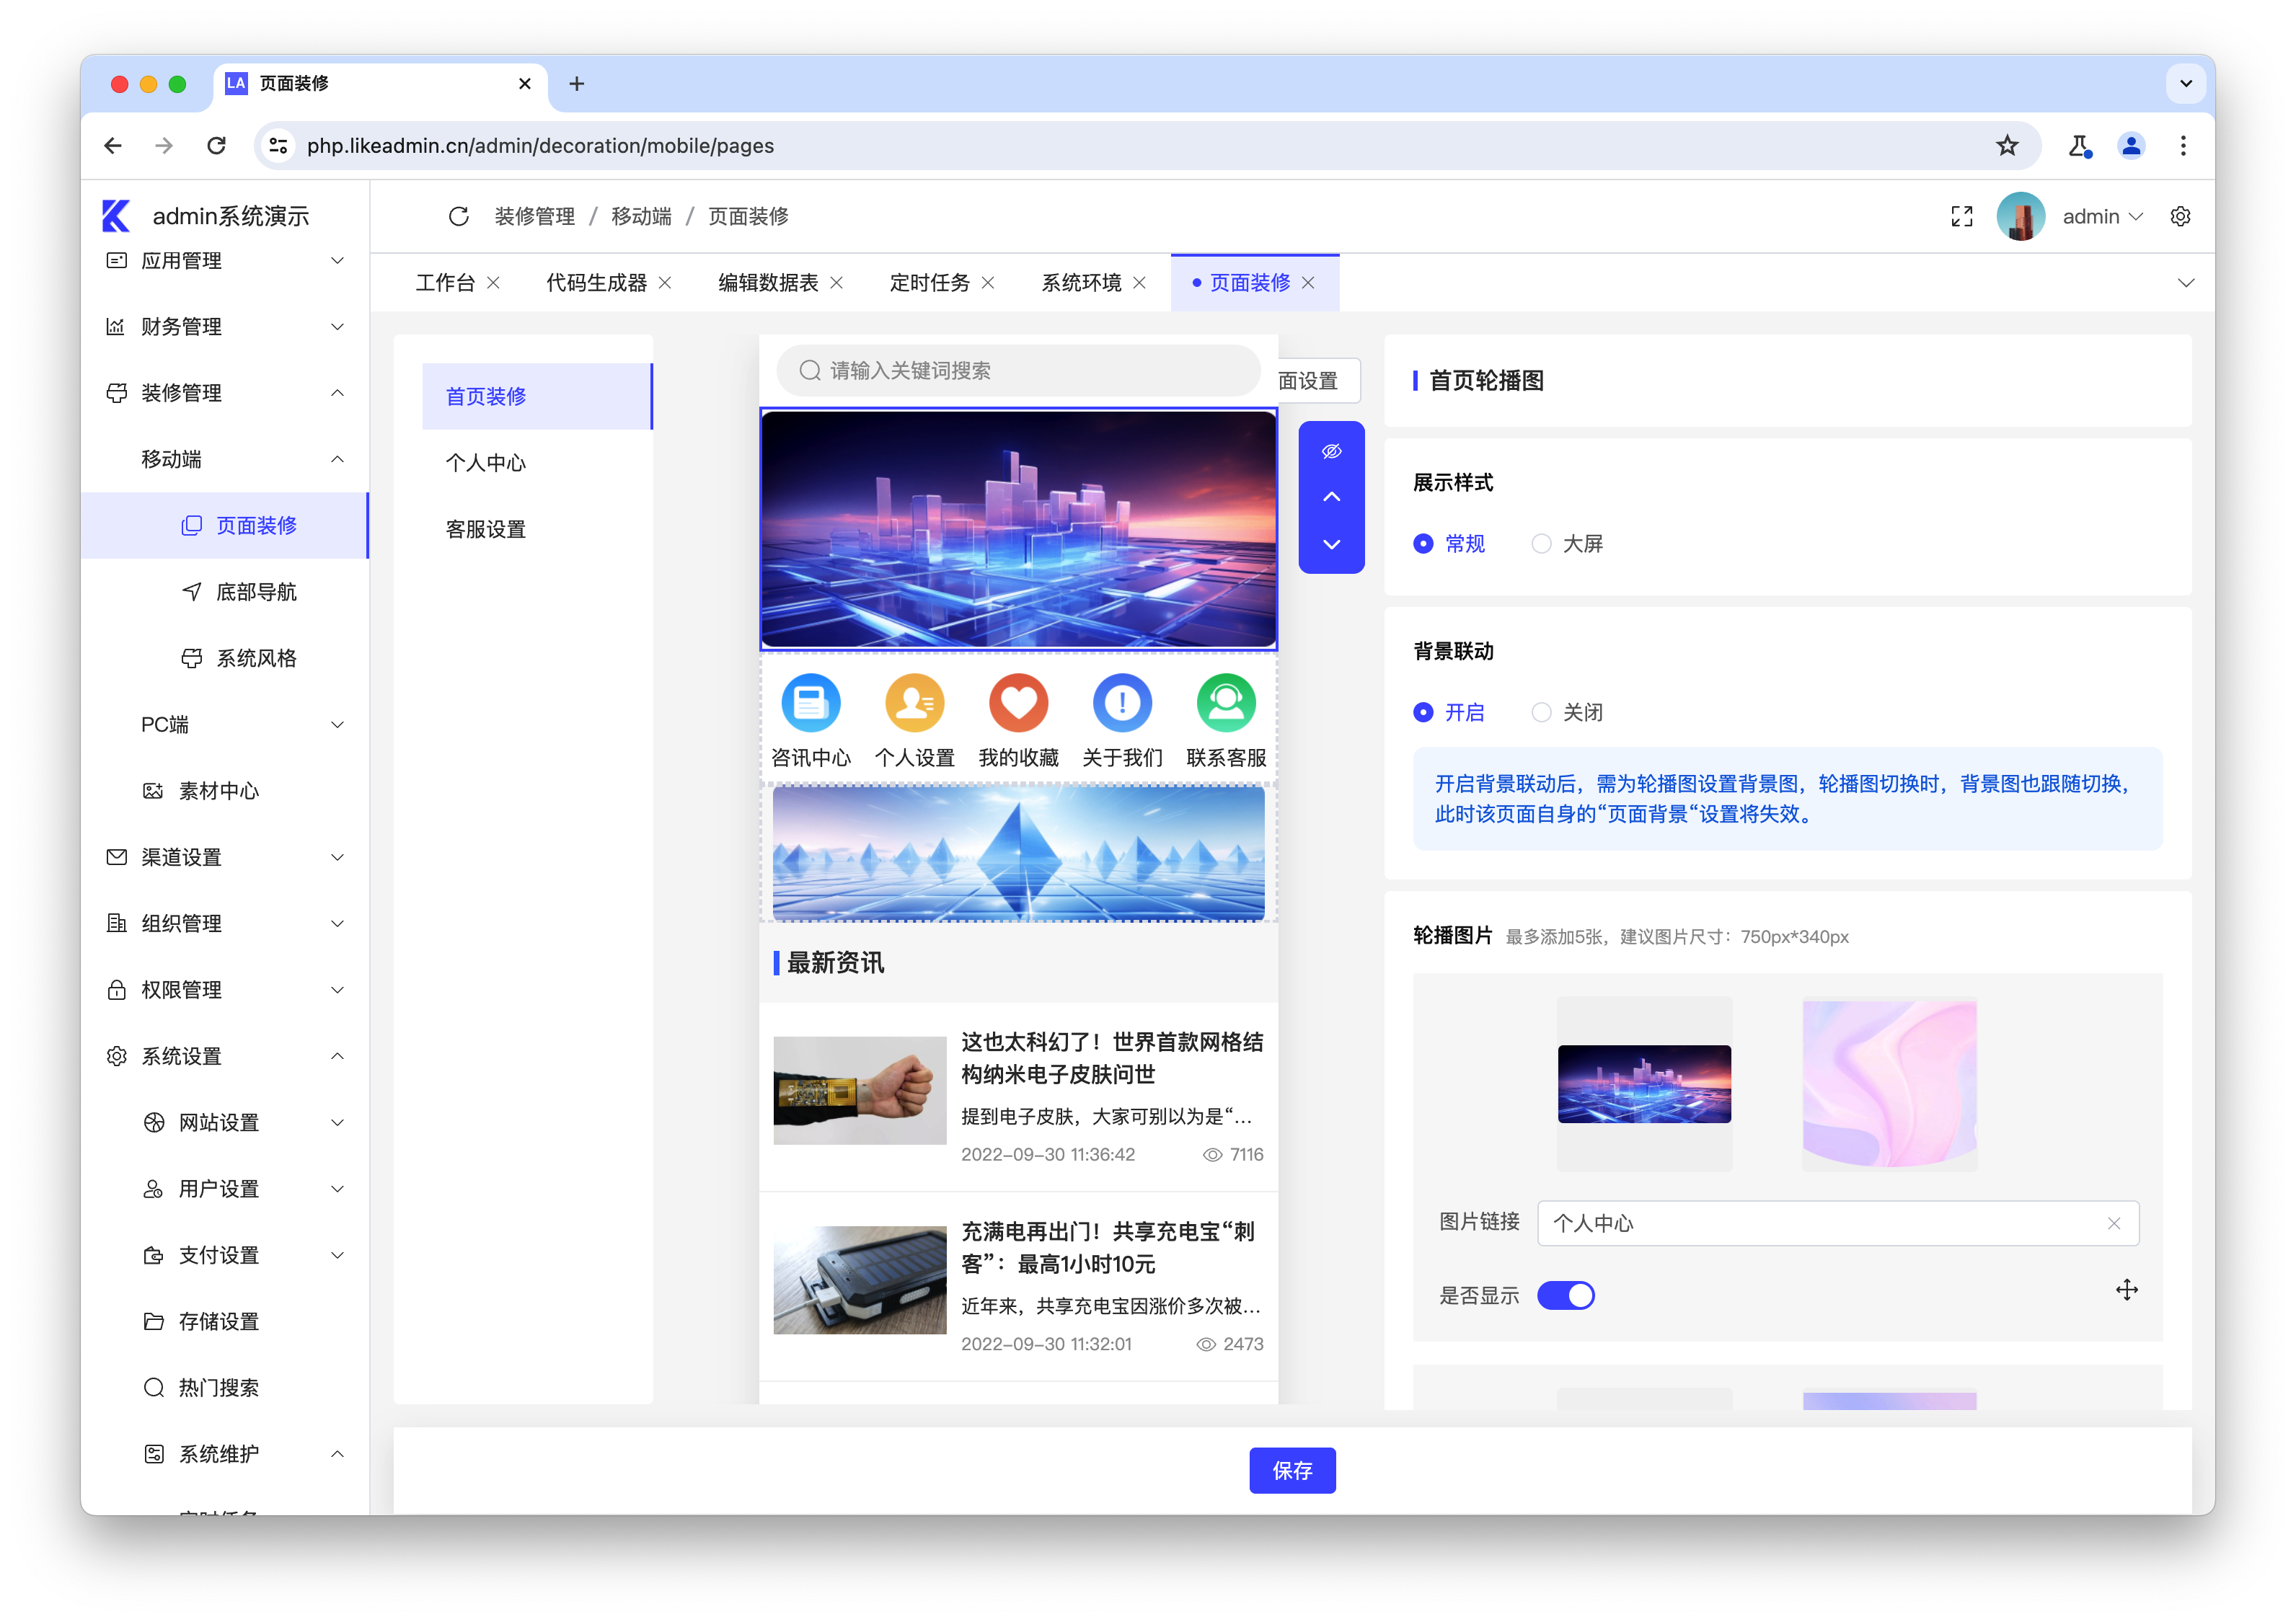 LA 页面装修
php.likeadmin.cn/admin/decoration/mobile/pages
admin系统演示
装修管理 / 移动端 / 页面装修
admin
工作台
代码生成器
编辑数据表
定时任务
系统环境
页面装修
应用管理
财务管理
装修管理
移动端
页面装修
底部导航
系统风格
PC端
素材中心
渠道设置
组织管理
权限管理
系统设置
网站设置
用户设置
支付设置
存储设置
热门搜索
系统维护
首页装修
个人中心
客服设置
请输入关键词搜索
面设置
咨讯中心
个人设置
我的收藏
关于我们
联系客服
最新资讯
这也太科幻了！世界首款网格结
构纳米电子皮肤问世
提到电子皮肤，大家可别以为是“...
2022-09-30 11:36:42
7116
充满电再出门！共享充电宝“刺
客”：最高1小时10元
近年来，共享充电宝因涨价多次被...
2022-09-30 11:32:01
2473
首页轮播图
展示样式
常规
大屏
背景联动
开启
关闭
开启背景联动后，需为轮播图设置背景图，轮播图切换时，背景图也跟随切换，
此时该页面自身的“页面背景“设置将失效。
轮播图片 最多添加5张，建议图片尺寸：750px*340px
图片链接
个人中心
是否显示
保存